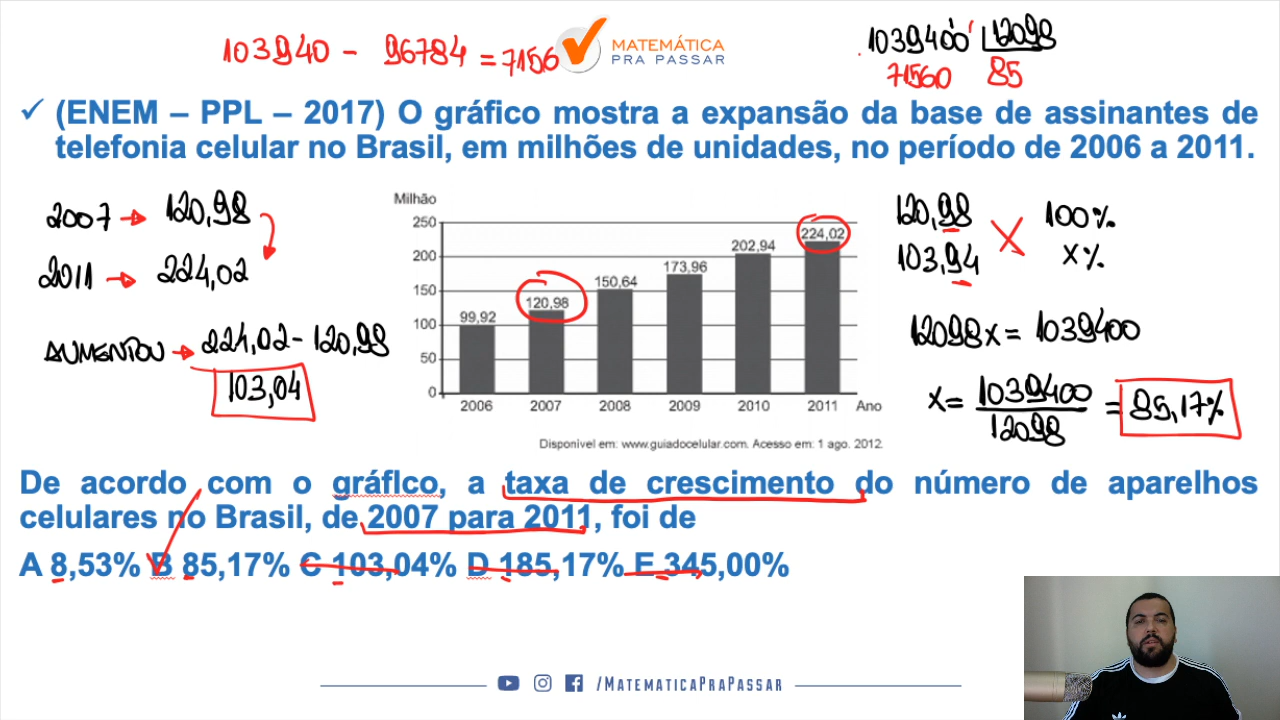 103940 - 96784 = 7156
MATEMÁTICA
PRA PASSAR
1039400 12098
71560 85
✓ (ENEM – PPL – 2017) O gráfico mostra a expansão da base de assinantes de
telefonia celular no Brasil, em milhões de unidades, no período de 2006 a 2011.
2007 → 120,98
2011 → 224,02
AUMENTOU → 224,02 - 120,98
103,04
Milhão
250
200
150
100
50
0
99,92
120,98
150,64
173,96
202,94
224,02
2006 2007 2008 2009 2010 2011 Ano
Disponível em: www.guiadocelular.com. Acesso em: 1 ago. 2012.
120,98 100%
103,94 x%
12098x = 1039400
x = 1039400 / 12098 = 85,17%
De acordo com o gráfIco, a taxa de crescimento do número de aparelhos
celulares no Brasil, de 2007 para 2011, foi de
A 8,53% B 85,17% C 103,04% D 185,17% E 345,00%
/MATEMATICAPRAPASSAR